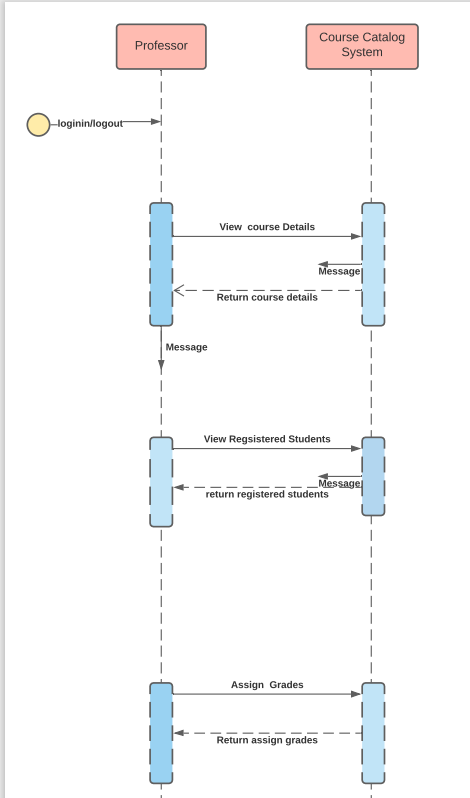 Professor
Course Catalog
System
loginin/logout
View  course Details
Message
Return course details
Message
View Regsistered Students
Message
return registered students
Assign  Grades
Return assign grades